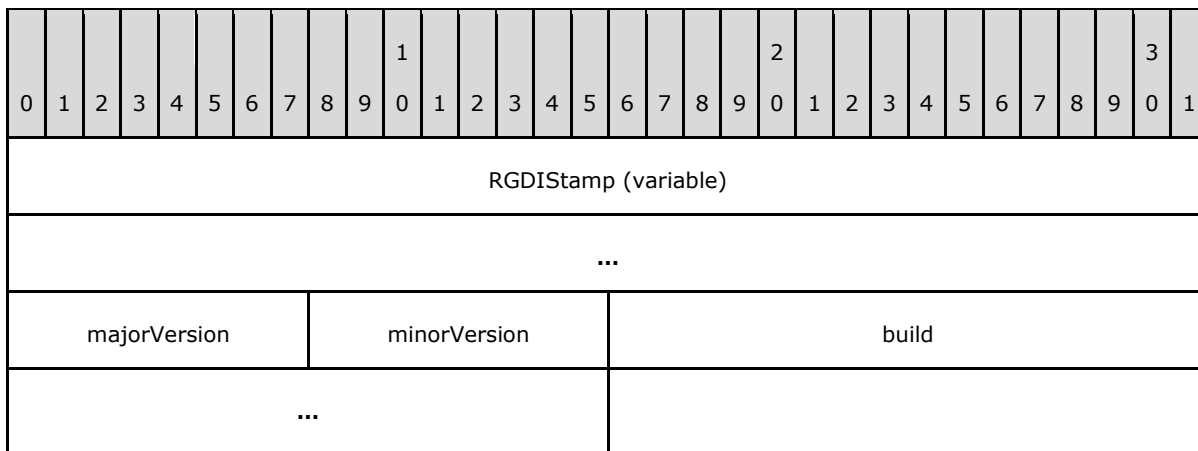 1 2 3
0 1 2 3 4 5 6 7 8 9 0 1 2 3 4 5 6 7 8 9 0 1 2 3 4 5 6 7 8 9 0 1
RGDIStamp (variable)
...
majorVersion minorVersion build
...